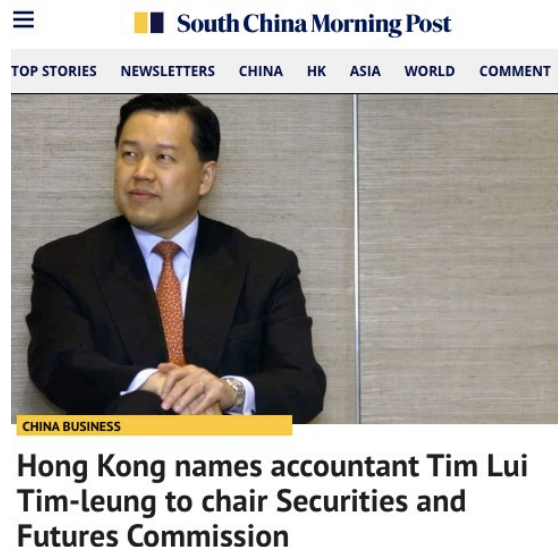 South China Morning Post
TOP STORIES NEWSLETTERS CHINA HK ASIA WORLD COMMENT
CHINA BUSINESS
Hong Kong names accountant Tim Lui
Tim-leung to chair Securities and
Futures Commission